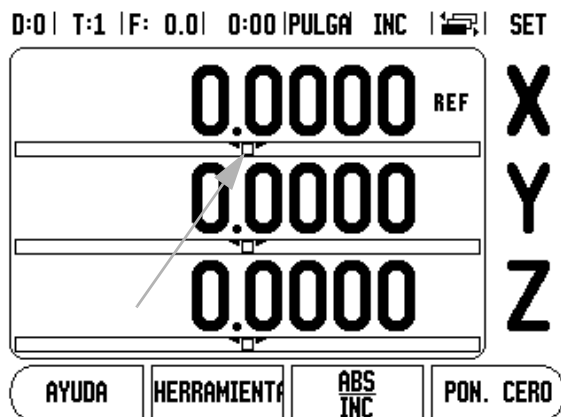 D:0 T:1 F: 0.0 0:00 PULGA INC SET
0.0000 REF X
0.0000 Y
0.0000 Z
AYUDA HERRAMIENTA ABS INC PON. CERO